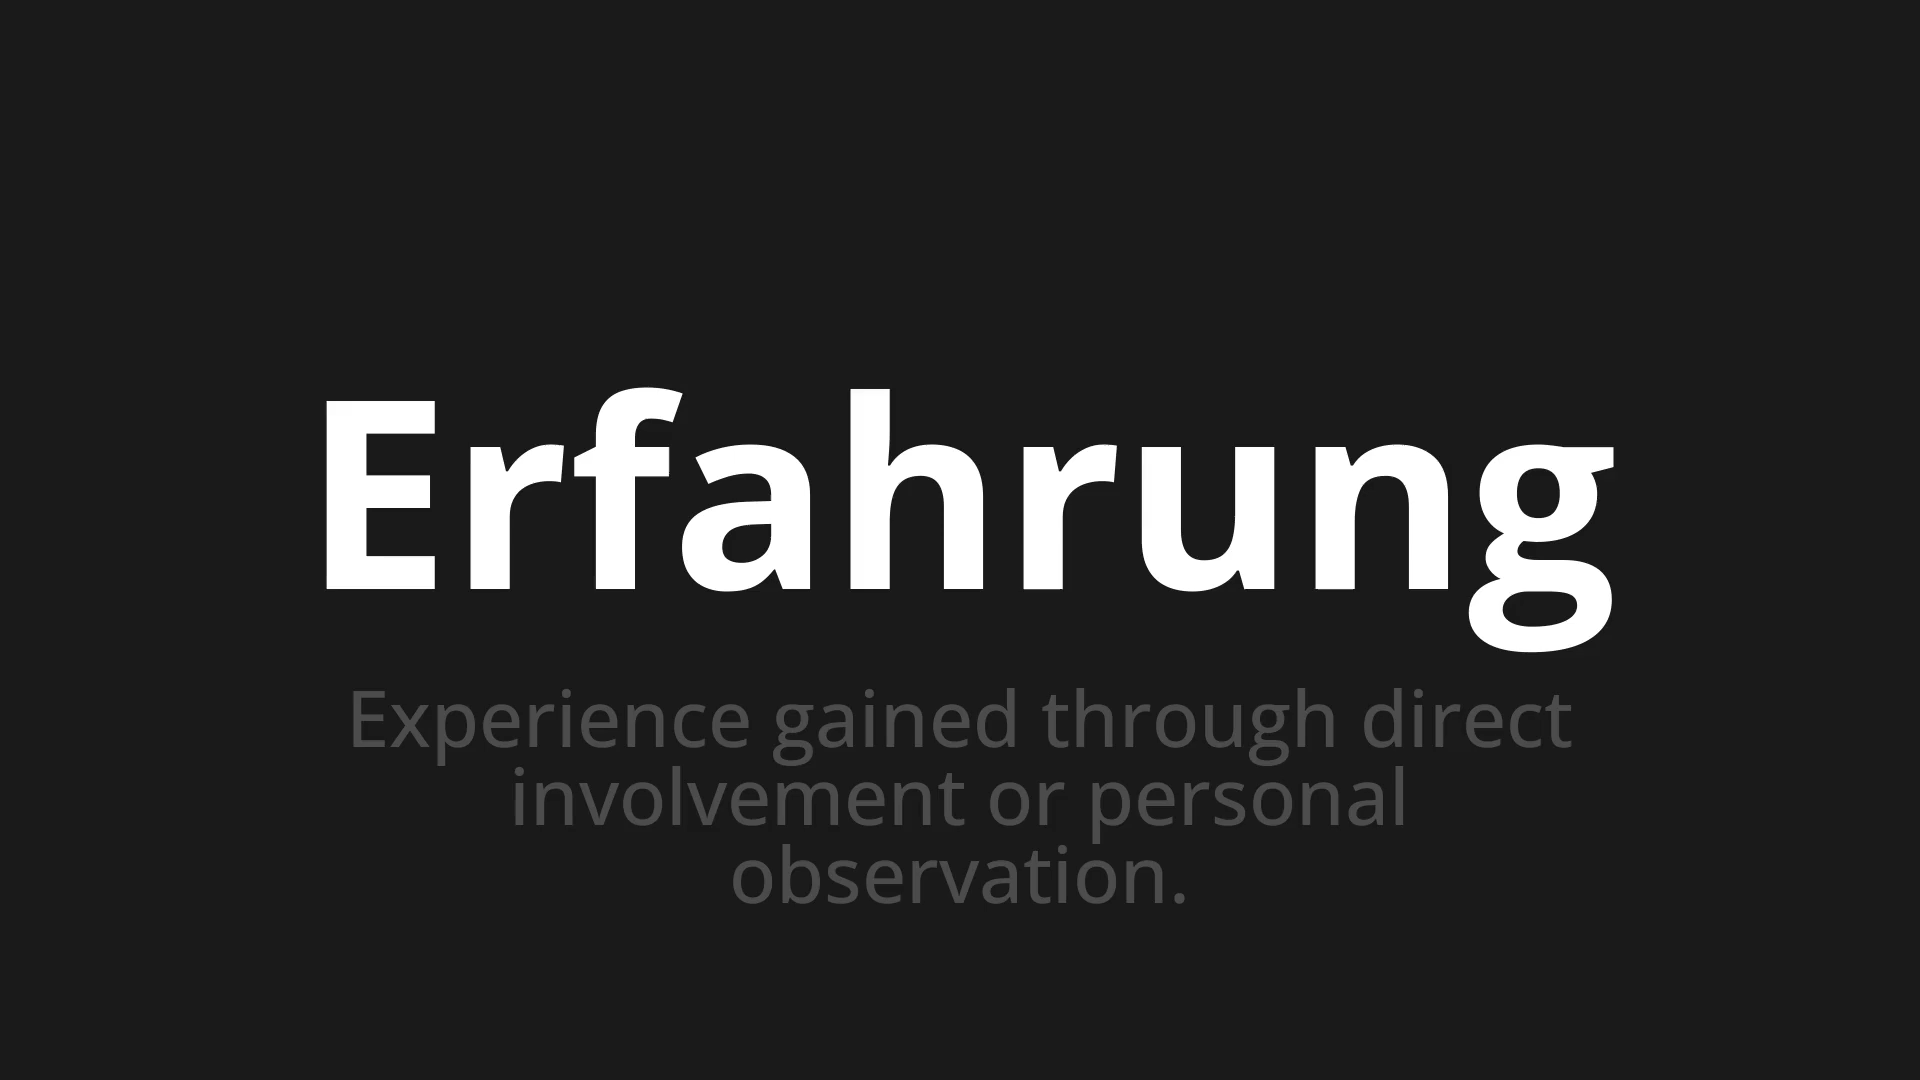 Erfahrung
Experience gained through direct
involvement or personal
observation.